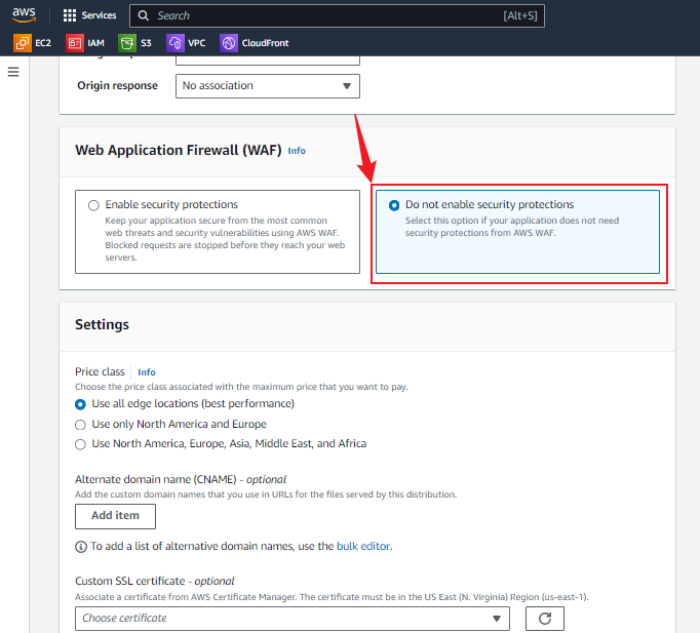 aws Services Search [Alt+S]
EC2 IAM S3 VPC CloudFront
Origin response No association
Web Application Firewall (WAF) Info
Enable security protections
Keep your application secure from the most common
web threats and security vulnerabilities using AWS WAF.
Blocked requests are stopped before they reach your web
servers.
Do not enable security protections
Select this option if your application does not need
security protections from AWS WAF.
Settings
Price class Info
Choose the price class associated with the maximum price that you want to pay.
Use all edge locations (best performance)
Use only North America and Europe
Use North America, Europe, Asia, Middle East, and Africa
Alternate domain name (CNAME) - optional
Add the custom domain names that you use in URLs for the files served by this distribution.
Add item
To add a list of alternative domain names, use the bulk editor.
Custom SSL certificate - optional
Associate a certificate from AWS Certificate Manager. The certificate must be in the US East (N. Virginia) Region (us-east-1).
Choose certificate